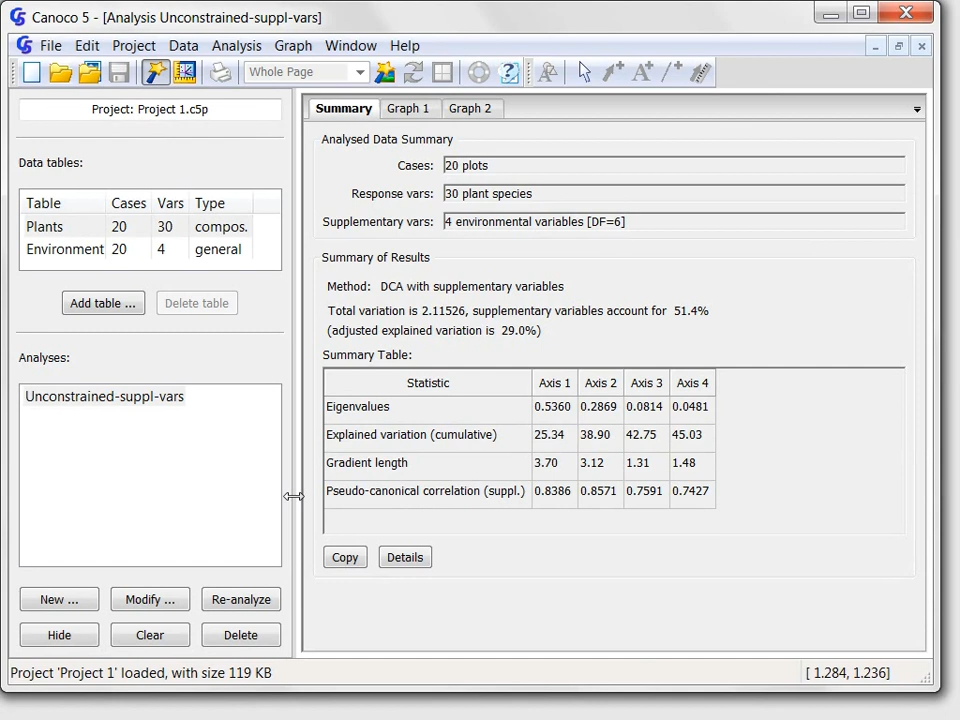 Canoco 5 - [Analysis Unconstrained-suppl-vars]
File Edit Project Data Analysis Graph Window Help
Whole Page
Project: Project 1.c5p
Data tables:
Table Cases Vars Type
Plants 20 30 compos.
Environment 20 4 general
Add table ... Delete table
Analyses:
Unconstrained-suppl-vars
New ... Modify ... Re-analyze
Hide Clear Delete
Summary Graph 1 Graph 2
Analysed Data Summary
Cases: 20 plots
Response vars: 30 plant species
Supplementary vars: 4 environmental variables [DF=6]
Summary of Results
Method: DCA with supplementary variables
Total variation is 2.11526, supplementary variables account for 51.4%
(adjusted explained variation is 29.0%)
Summary Table:
Statistic Axis 1 Axis 2 Axis 3 Axis 4
Eigenvalues 0.5360 0.2869 0.0814 0.0481
Explained variation (cumulative) 25.34 38.90 42.75 45.03
Gradient length 3.70 3.12 1.31 1.48
Pseudo-canonical correlation (suppl.) 0.8386 0.8571 0.7591 0.7427
Copy Details
Project 'Project 1' loaded, with size 119 KB [ 1.284, 1.236]